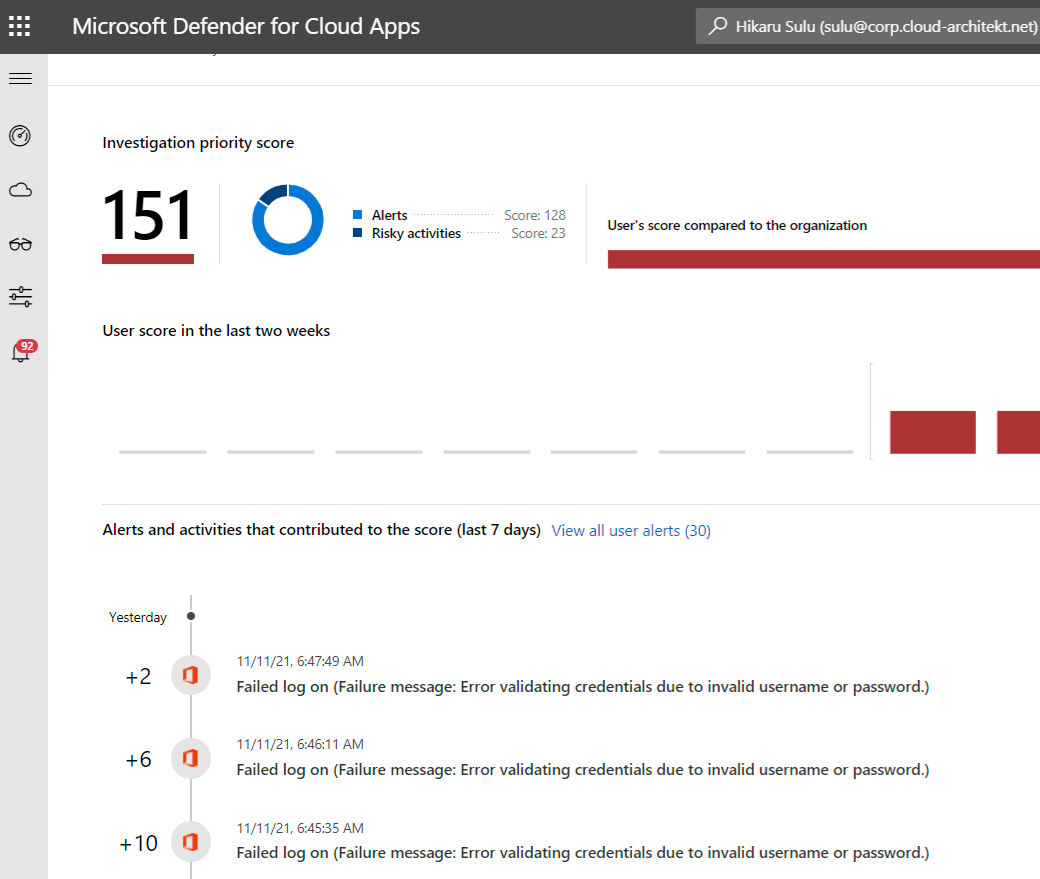 Microsoft Defender for Cloud Apps
Hikaru Sulu (sulu@corp.cloud-architekt.net)
92
Investigation priority score
151
Alerts Score: 128
Risky activities Score: 23
User's score compared to the organization
User score in the last two weeks
Alerts and activities that contributed to the score (last 7 days) View all user alerts (30)
Yesterday
11/11/21, 6:47:49 AM
+2
Failed log on (Failure message: Error validating credentials due to invalid username or password.)
11/11/21, 6:46:11 AM
+6
Failed log on (Failure message: Error validating credentials due to invalid username or password.)
11/11/21, 6:45:35 AM
+10
Failed log on (Failure message: Error validating credentials due to invalid username or password.)